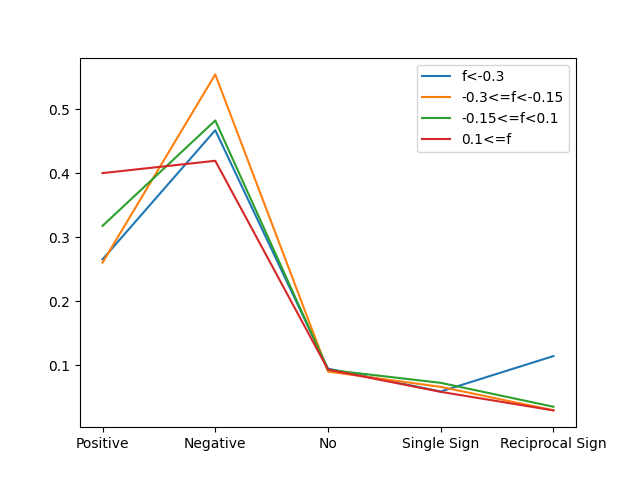 f<-0.3
-0.3<=f<-0.15
-0.15<=f<0.1
0.1<=f
0.5
0.4
0.3
0.2
0.1
Positive Negative No Single Sign Reciprocal Sign